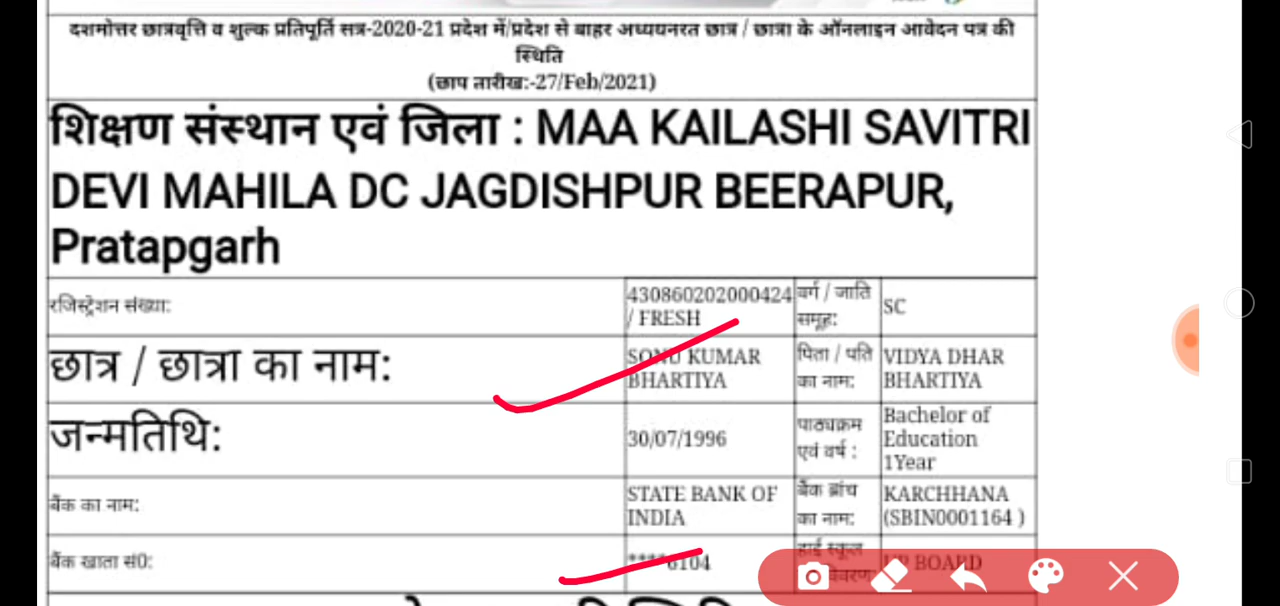 दशमोत्तर छात्रवृत्ति व शुल्क प्रतिपूर्ति सत्र-2020-21 प्रदेश में/प्रदेश से बाहर अध्ययनरत छात्र / छात्रा के ऑनलाइन आवेदन पत्र की
स्थिति
(छाप तारीख:-27/Feb/2021)
शिक्षण संस्थान एवं जिला : MAA KAILASHI SAVITRI
DEVI MAHILA DC JAGDISHPUR BEERAPUR,
Pratapgarh
रजिस्ट्रेशन संख्या: 430860202000424 / FRESH वर्ग / जाति समूह: SC
छात्र / छात्रा का नाम: SONU KUMAR BHARTIYA पिता / पति का नाम: VIDYA DHAR BHARTIYA
जन्मतिथि: 30/07/1996 पाठ्यक्रम एवं वर्ष : Bachelor of Education 1Year
बैंक का नाम: STATE BANK OF INDIA बैंक ब्रांच का नाम: KARCHHANA (SBIN0001164 )
बैंक खाता सं0: ****6104 हाई स्कूल UP BOARD